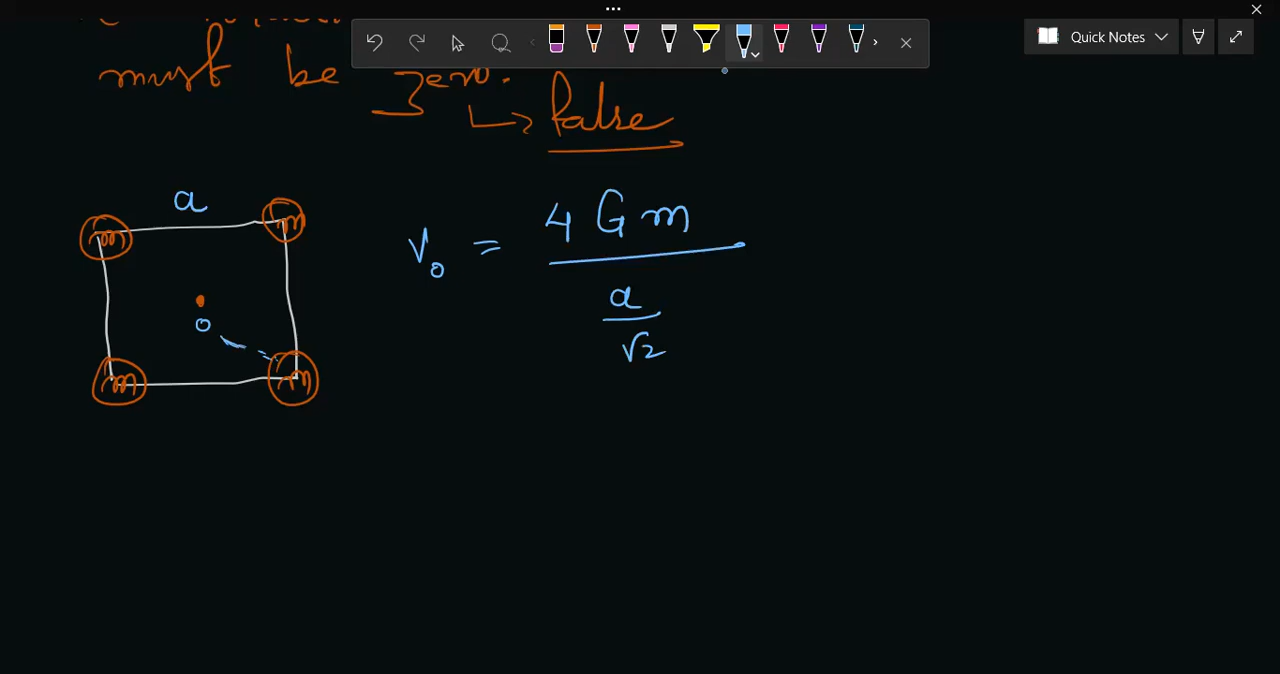 Quick Notes
must be zero.
↳ false
a
m m
V₀ = 4 G m / (a / √2)
o
m m